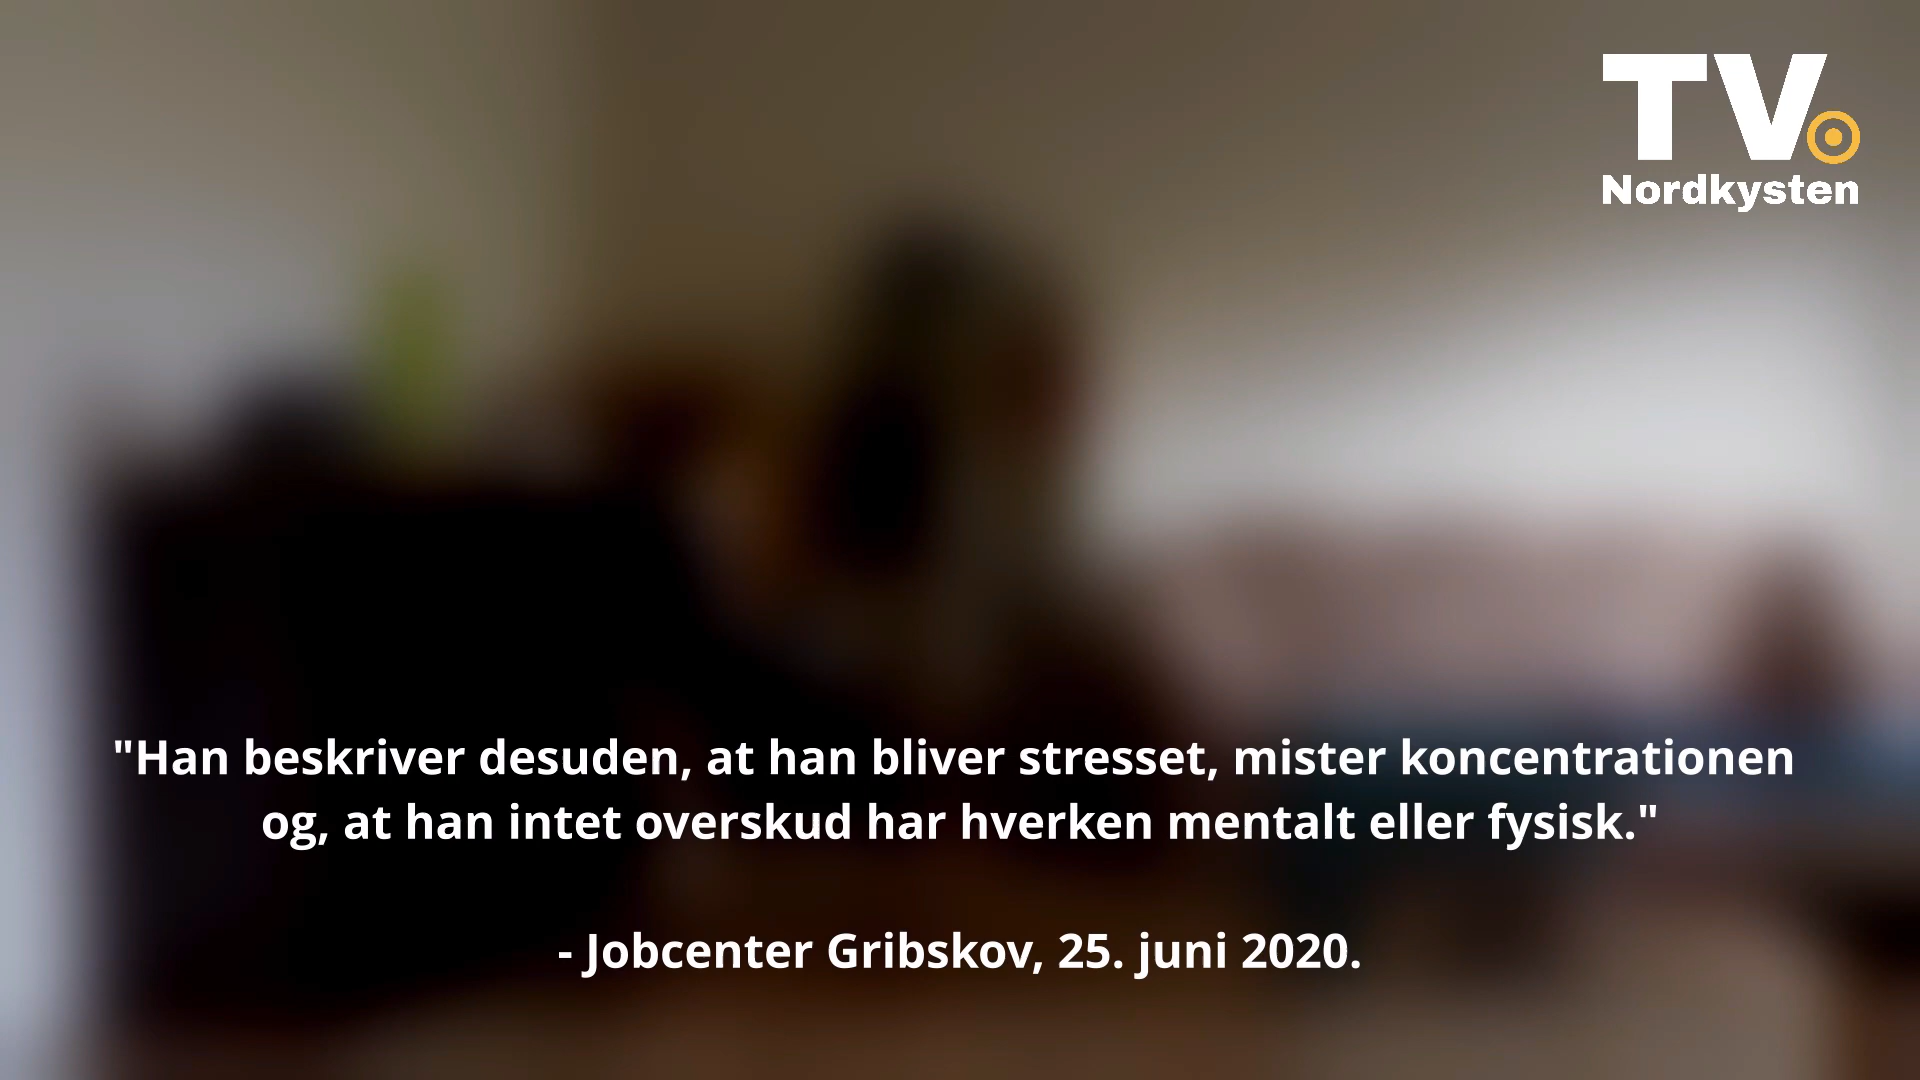 TV
Nordkysten
"Han beskriver desuden, at han bliver stresset, mister koncentrationen
og, at han intet overskud har hverken mentalt eller fysisk."
- Jobcenter Gribskov, 25. juni 2020.